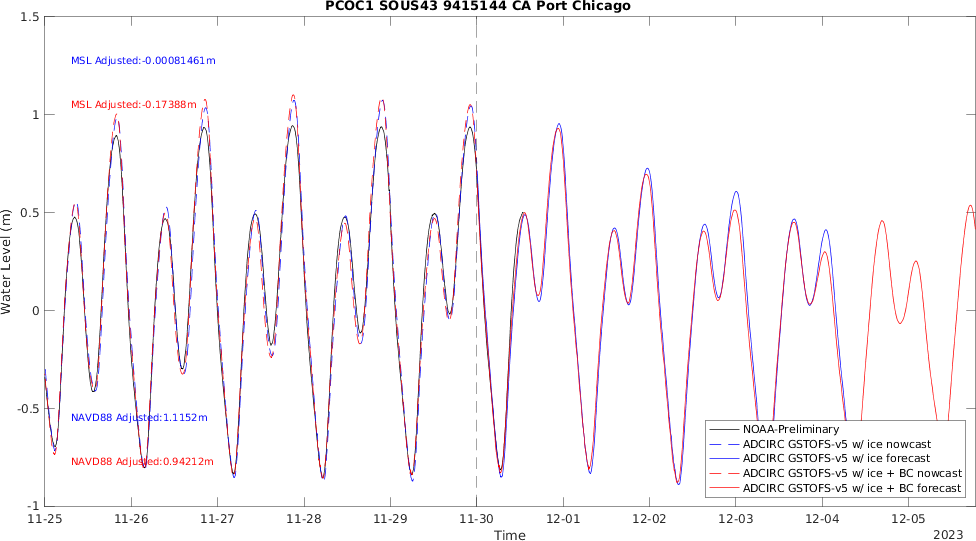 PCOC1 SOUS43 9415144 CA Port Chicago
1.5
1
0.5
0
-0.5
-1
Water Level (m)
MSL Adjusted:-0.00081461m
MSL Adjusted:-0.17388m
NAVD88 Adjusted:1.1152m
NAVD88 Adjusted:0.94212m
NOAA-Preliminary
ADCIRC GSTOFS-v5 w/ ice nowcast
ADCIRC GSTOFS-v5 w/ ice forecast
ADCIRC GSTOFS-v5 w/ ice + BC nowcast
ADCIRC GSTOFS-v5 w/ ice + BC forecast
11-25 11-26 11-27 11-28 11-29 11-30 12-01 12-02 12-03 12-04 12-05
Time
2023